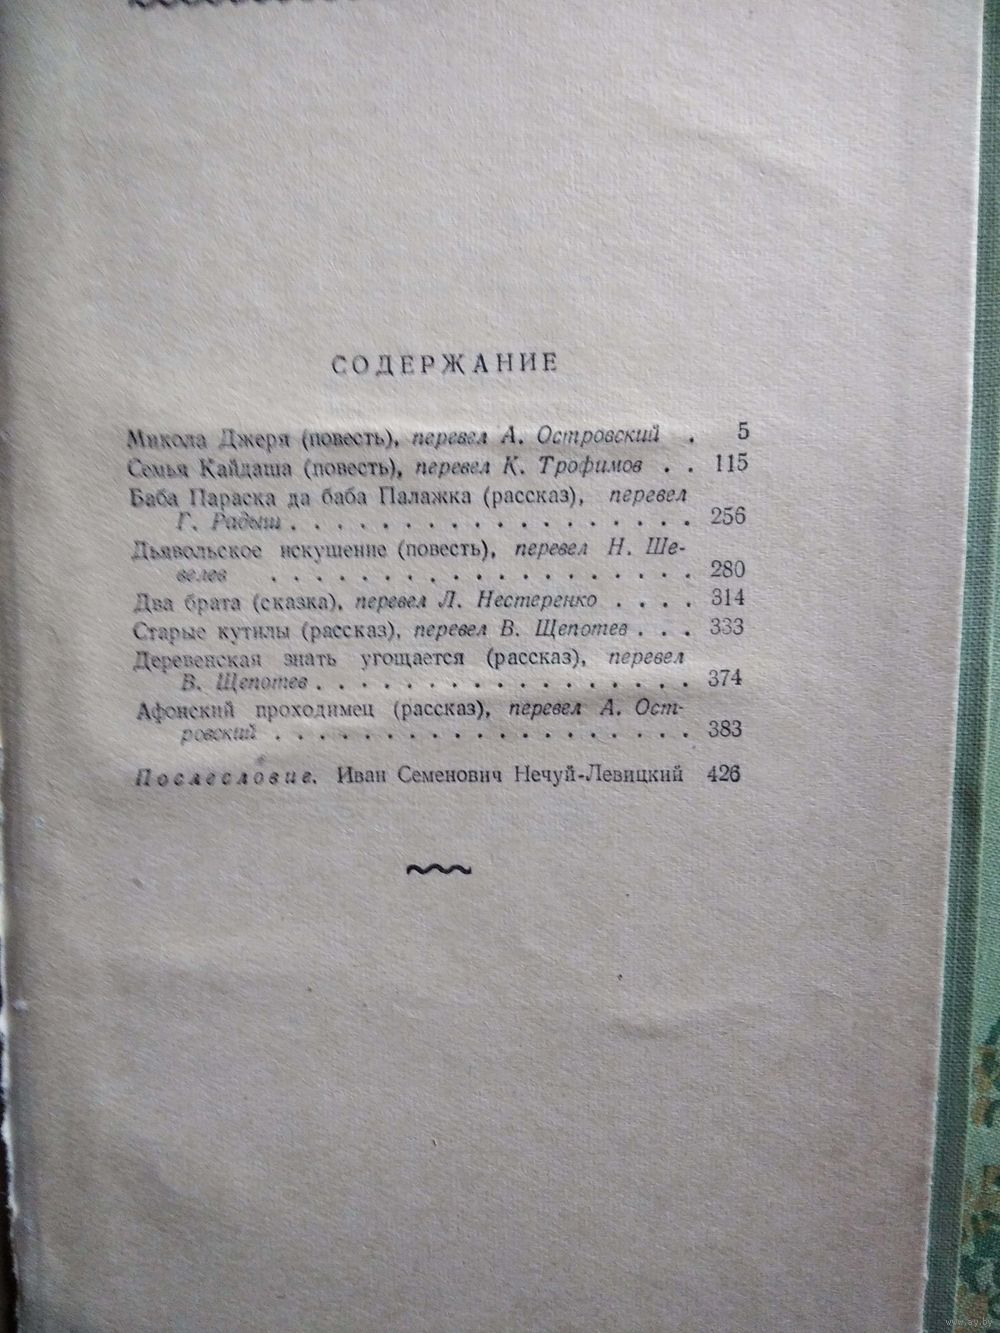 СОДЕРЖАНИЕ
Микола Джеря (повесть), перевел А. Островский . 5
Семья Кайдаша (повесть), перевел К. Трофимов . . 115
Баба Параска да баба Палажка (рассказ), перевел
Г. Радыш . . . . . . . . . . . . . . . . . . 256
Дьявольское искушение (повесть), перевел Н. Ше-
велев . . . . . . . . . . . . . . . . . . . 280
Два брата (сказка), перевел Л. Нестеренко . . . . 314
Старые кутилы (рассказ), перевел В. Щепотев . . . 333
Деревенская знать угощается (рассказ), перевел
В. Щепотев . . . . . . . . . . . . . . . . . 374
Афонский проходимец (рассказ), перевел А. Ост-
ровский . . . . . . . . . . . . . . . . . . . 383
Послесловие. Иван Семенович Нечуй-Левицкий 426
www.ay.by